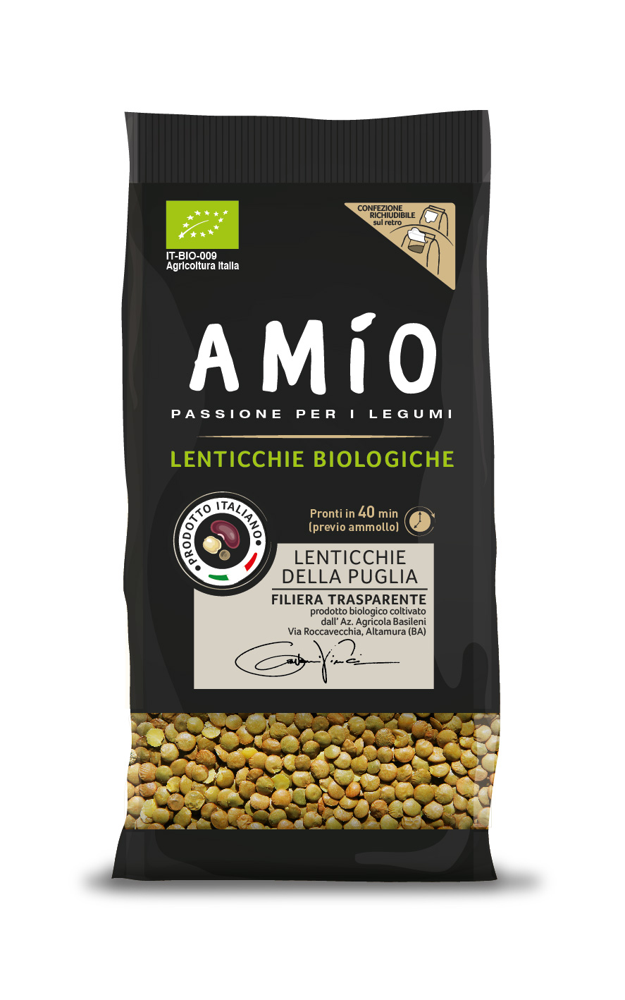 CONFEZIONE
RICHIUDIBILE
sul retro
IT-BIO-009
Agricoltura Italia
AMíO
PASSIONE PER I LEGUMI
LENTICCHIE BIOLOGICHE
PRODOTTO ITALIANO
Pronti in 40 min
(previo ammollo)
LENTICCHIE
DELLA PUGLIA
FILIERA TRASPARENTE
prodotto biologico coltivato
dall' Az. Agricola Basileni
Via Roccavecchia, Altamura (BA)